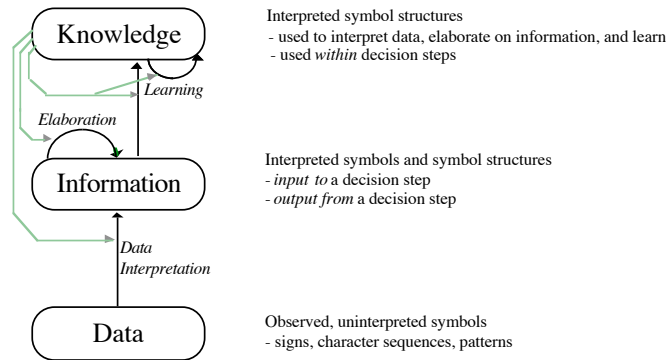 Knowledge
Interpreted symbol structures
- used to interpret data, elaborate on information, and learn
- used within decision steps
Learning
Elaboration
Information
Interpreted symbols and symbol structures
- input to a decision step
- output from a decision step
Data
Interpretation
Data
Observed, uninterpreted symbols
- signs, character sequences, patterns